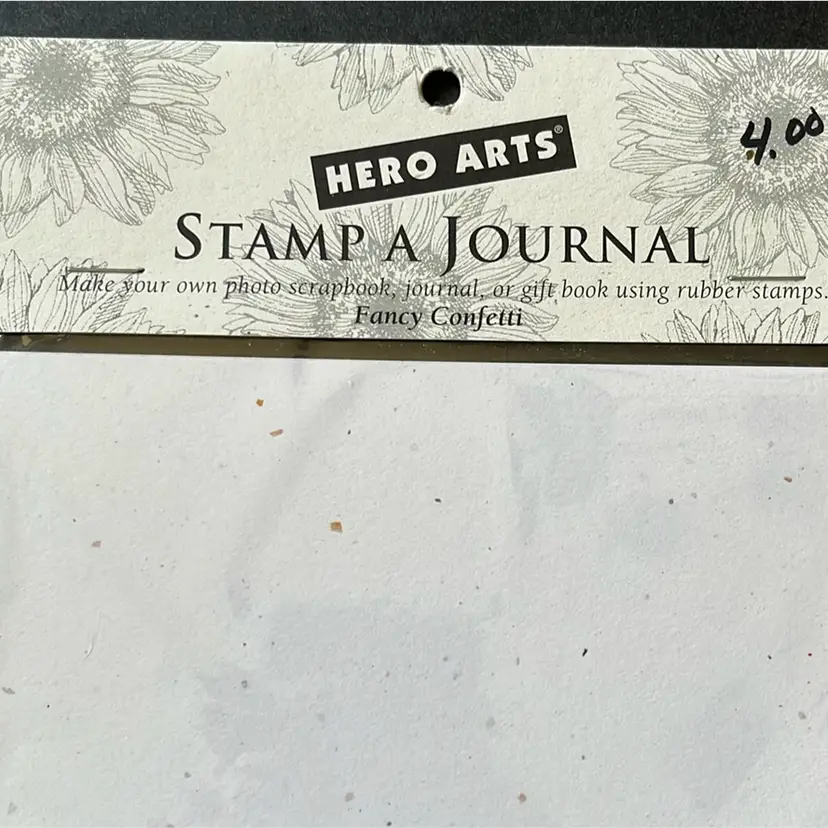 4.00
HERO ARTS®
STAMP A JOURNAL
Make your own photo scrapbook, journal, or gift book using rubber stamps.
Fancy Confetti